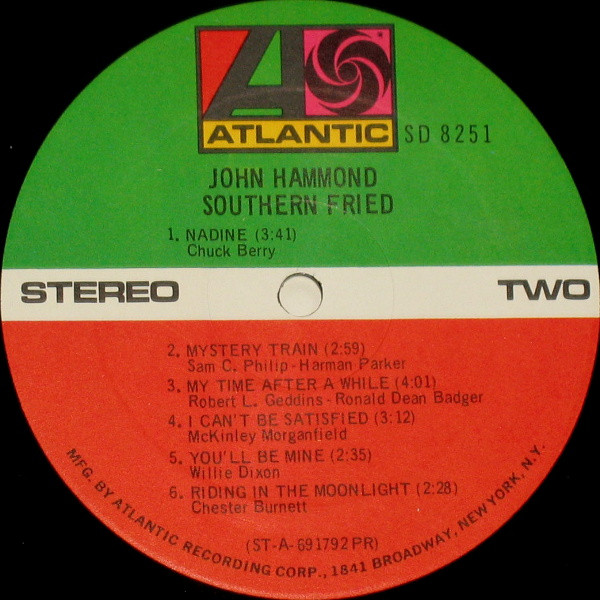 ATLANTIC
SD 8251
JOHN HAMMOND
SOUTHERN FRIED
1. NADINE (3:41)
Chuck Berry
STEREO
TWO
2. MYSTERY TRAIN (2:59)
Sam C. Philip-Harman Parker
3. MY TIME AFTER A WHILE (4:01)
Robert L. Geddins-Ronald Dean Badger
4. I CAN'T BE SATISFIED (3:12)
McKinley Morganfield
5. YOU'LL BE MINE (2:35)
Willie Dixon
6. RIDING IN THE MOONLIGHT (2:28)
Chester Burnett
(ST-A-691792 PR)
MFG. BY ATLANTIC RECORDING CORP., 1841 BROADWAY, NEW YORK, N.Y.